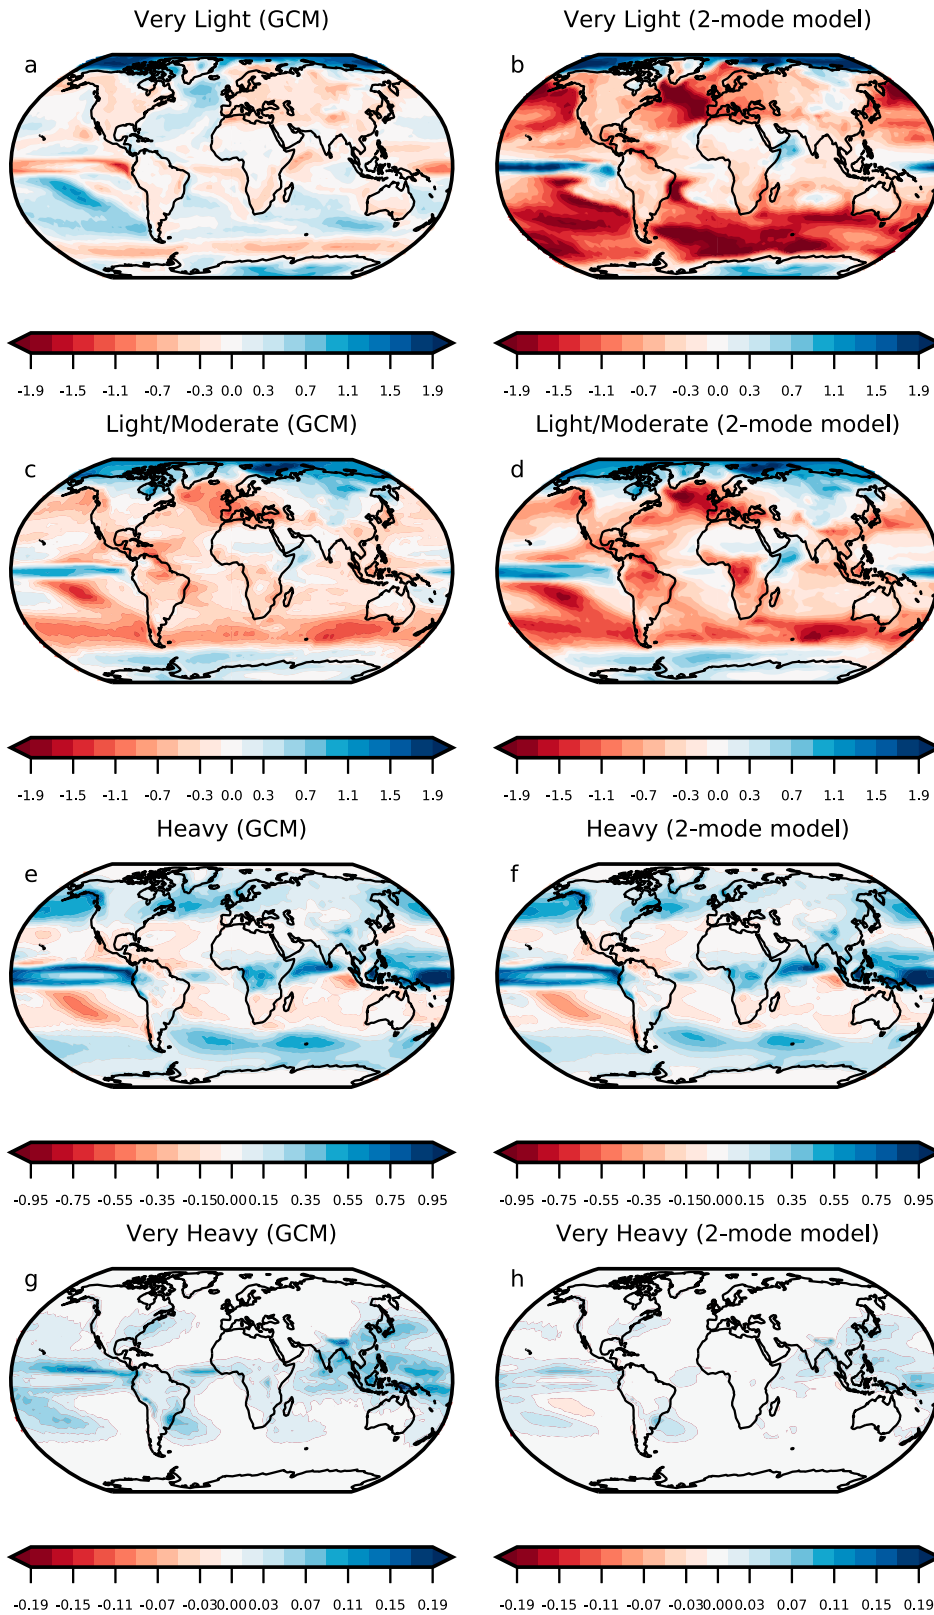 Very Light (GCM) Very Light (2-mode model)
a b
-1.9 -1.5 -1.1 -0.7 -0.3 0.0 0.3 0.7 1.1 1.5 1.9 -1.9 -1.5 -1.1 -0.7 -0.3 0.0 0.3 0.7 1.1 1.5 1.9
Light/Moderate (GCM) Light/Moderate (2-mode model)
c d
-1.9 -1.5 -1.1 -0.7 -0.3 0.0 0.3 0.7 1.1 1.5 1.9 -1.9 -1.5 -1.1 -0.7 -0.3 0.0 0.3 0.7 1.1 1.5 1.9
Heavy (GCM) Heavy (2-mode model)
e f
-0.95 -0.75 -0.55 -0.35 -0.15 0.00 0.15 0.35 0.55 0.75 0.95 -0.95 -0.75 -0.55 -0.35 -0.15 0.00 0.15 0.35 0.55 0.75 0.95
Very Heavy (GCM) Very Heavy (2-mode model)
g h
-0.19 -0.15 -0.11 -0.07 -0.03 0.00 0.03 0.07 0.11 0.15 0.19 -0.19 -0.15 -0.11 -0.07 -0.03 0.00 0.03 0.07 0.11 0.15 0.19